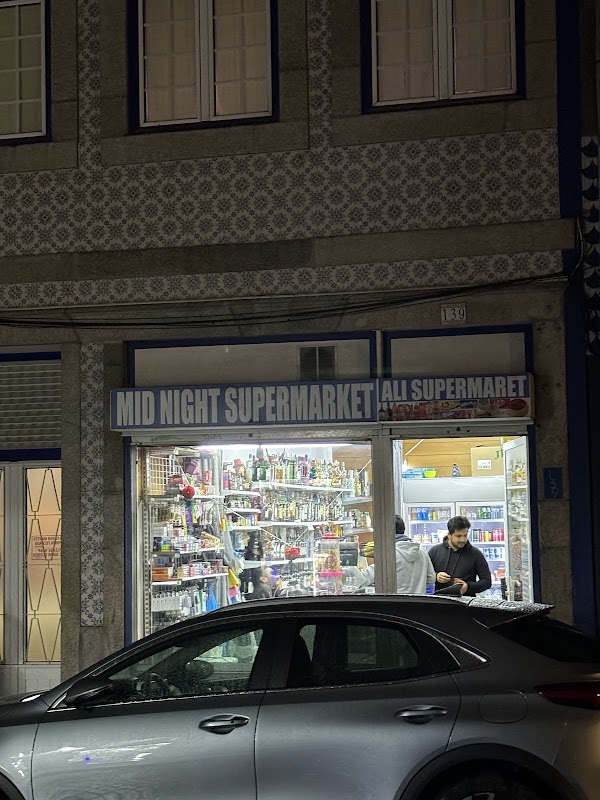 139
MID NIGHT SUPERMARKET
ALI SUPERMARET